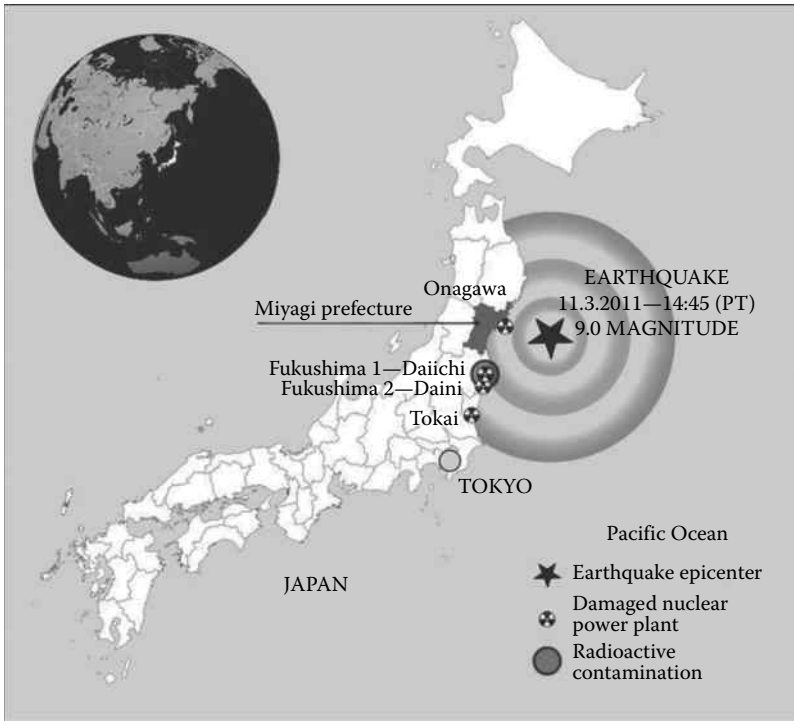 EARTHQUAKE
11.3.2011—14:45 (PT)
9.0 MAGNITUDE
Onagawa
Miyagi prefecture
Fukushima 1—Daiichi
Fukushima 2—Daini
Tokai
TOKYO
JAPAN
Pacific Ocean
Earthquake epicenter
Damaged nuclear
power plant
Radioactive
contamination